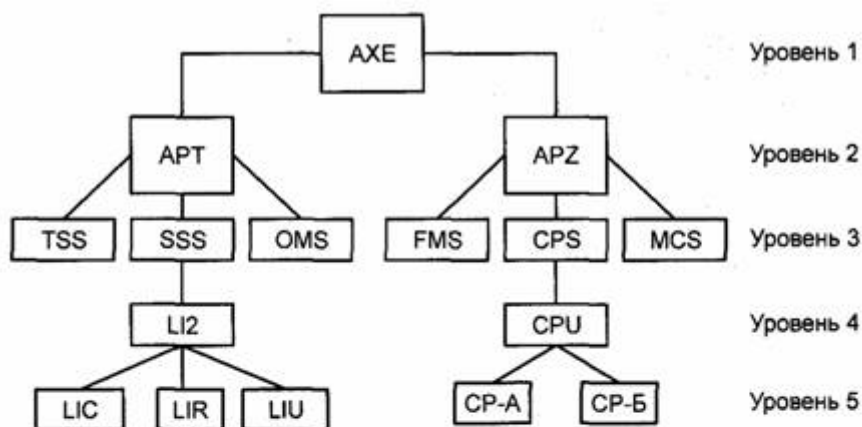 AXE Уровень 1
APT APZ Уровень 2
TSS SSS OMS FMS CPS MCS Уровень 3
LI2 CPU Уровень 4
LIC LIR LIU CP-А CP-Б Уровень 5